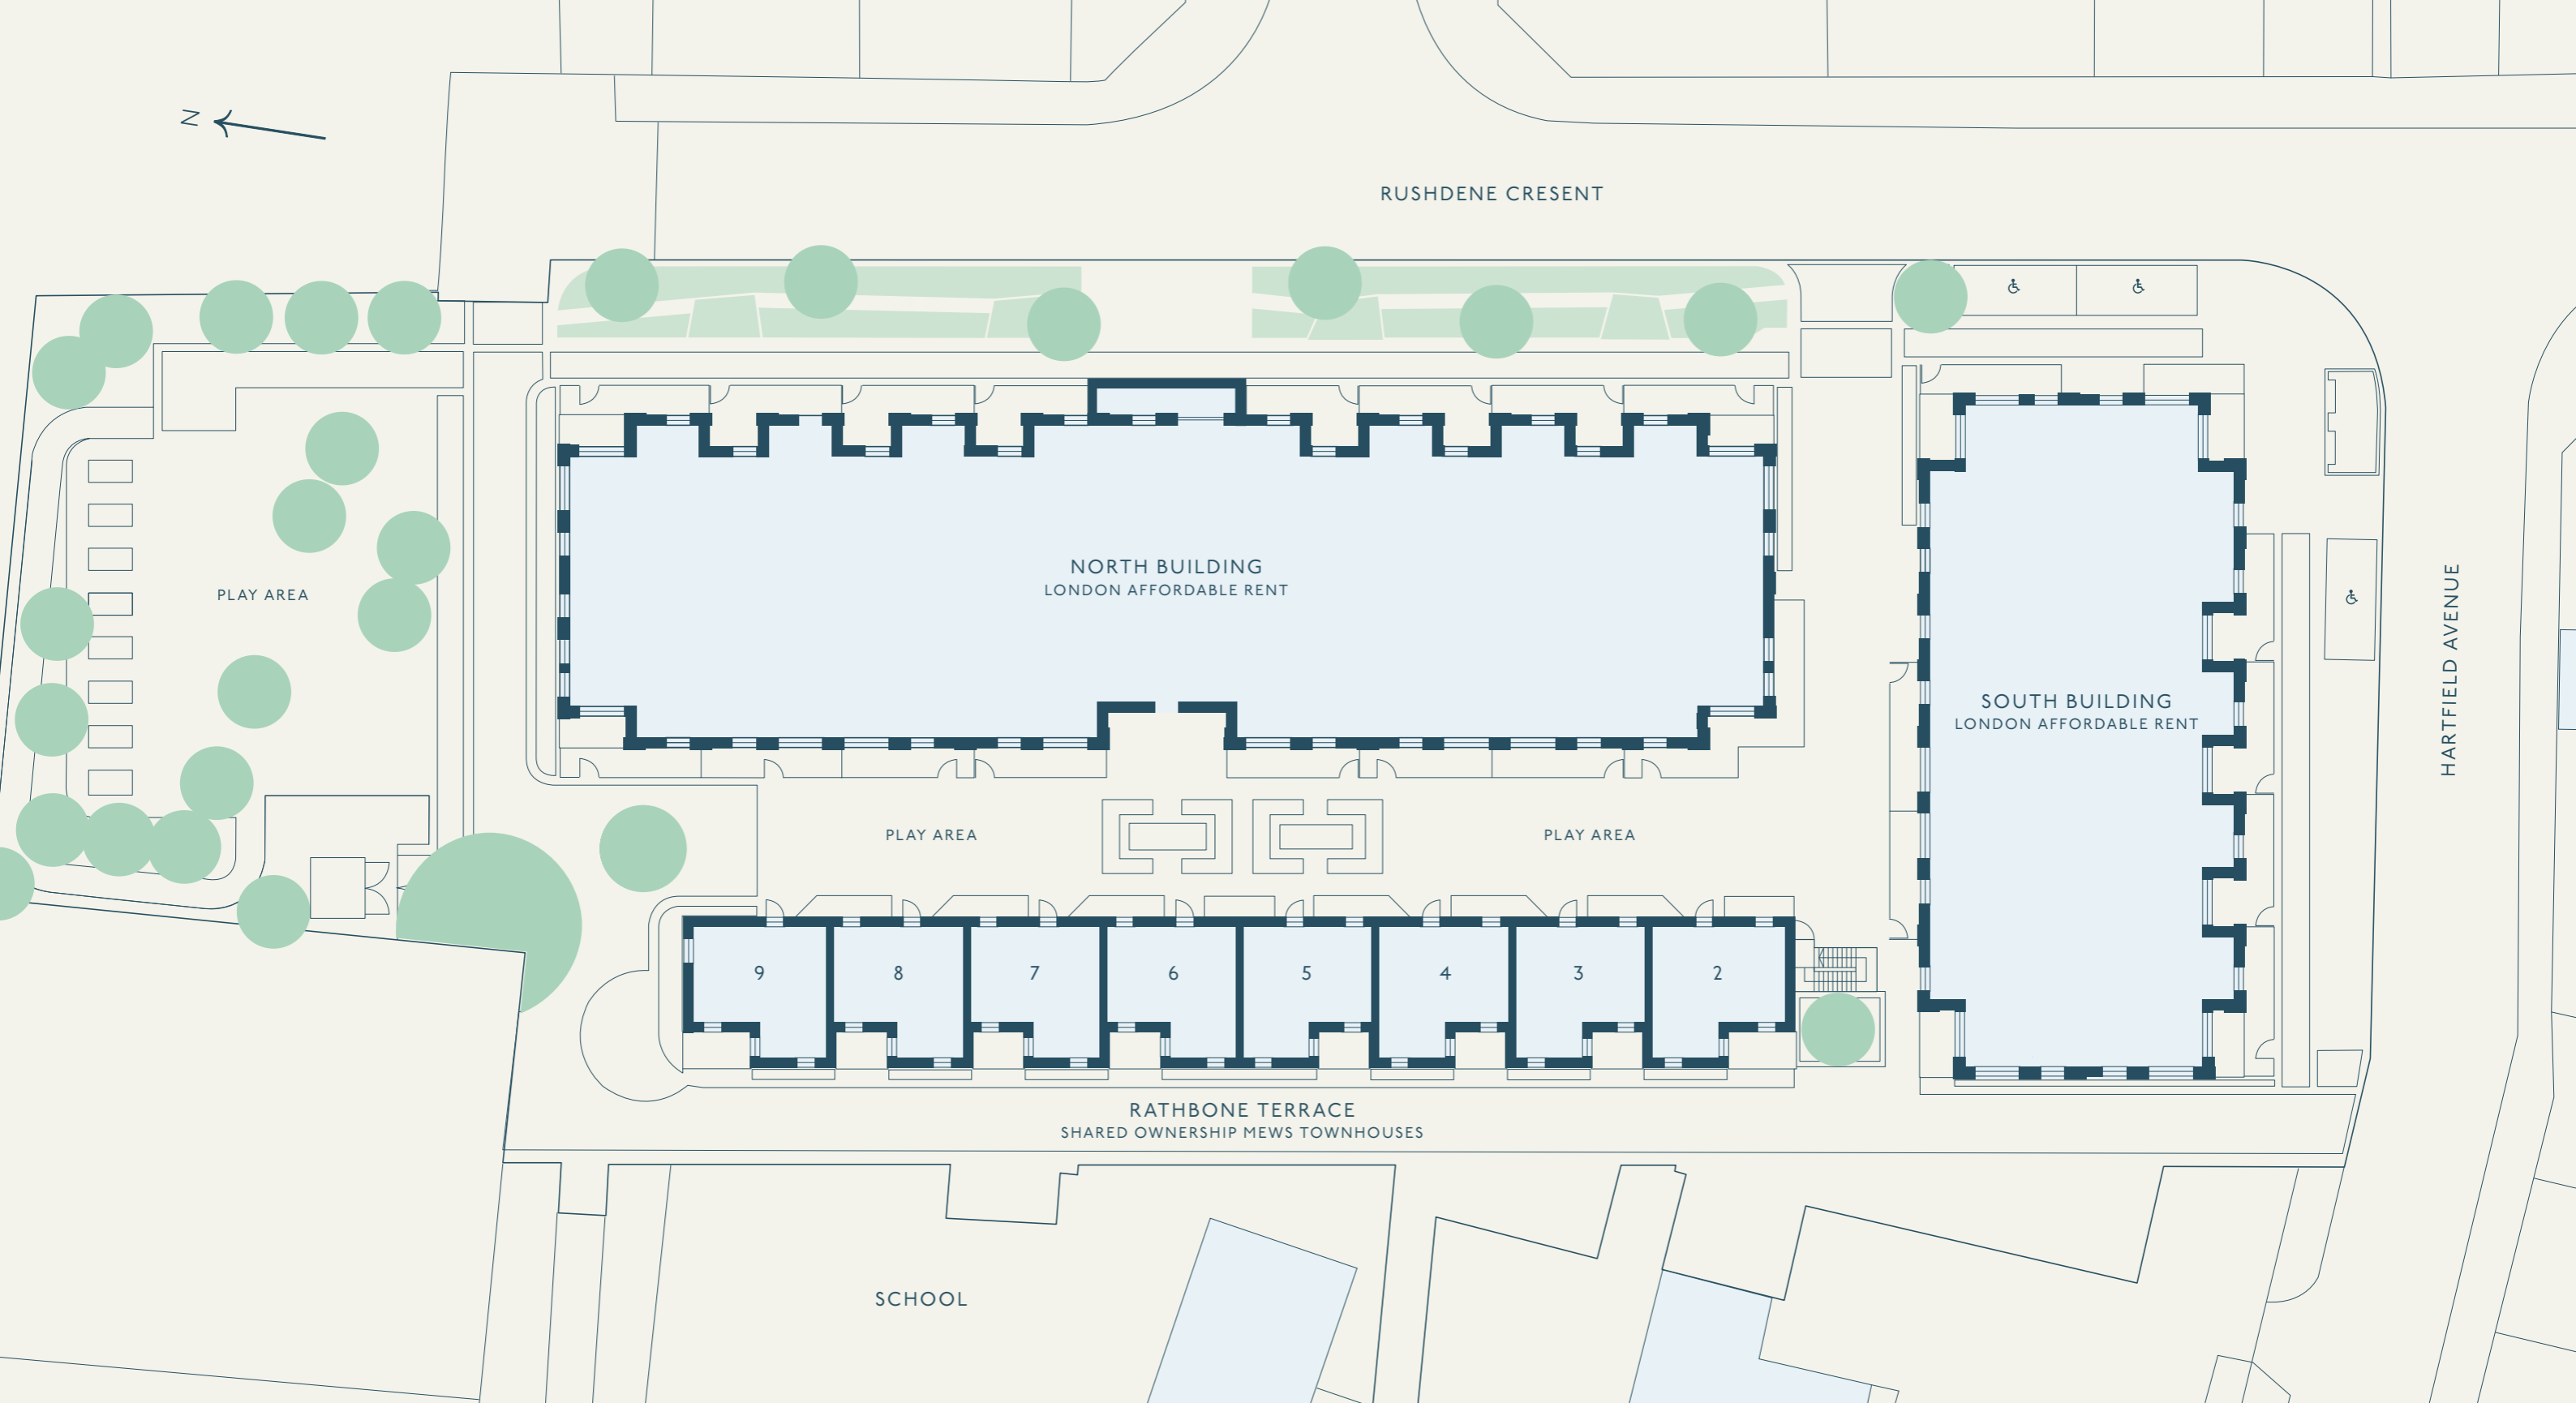 N
RUSHDENE CRESENT
NORTH BUILDING
LONDON AFFORDABLE RENT
PLAY AREA
HARTFIELD AVENUE
SOUTH BUILDING
LONDON AFFORDABLE RENT
PLAY AREA
PLAY AREA
9
8
7
6
5
4
3
2
RATHBONE TERRACE
SHARED OWNERSHIP MEWS TOWNHOUSES
SCHOOL